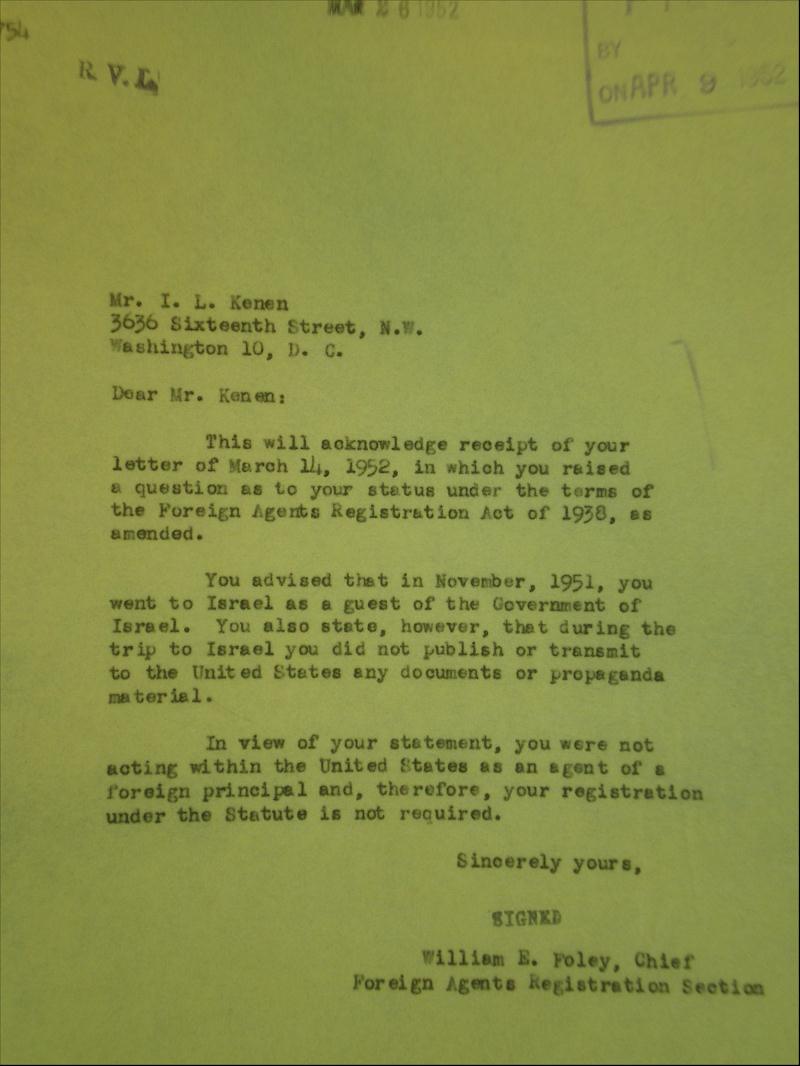 MAR 26 1952
754
BY
R. V. L.
ON APR 9 1952
Mr. I. L. Kenen
3636 Sixteenth Street, N.W.
Washington 10, D. C.
Dear Mr. Kenen:
This will acknowledge receipt of your
letter of March 14, 1952, in which you raised
a question as to your status under the terms of
the Foreign Agents Registration Act of 1938, as
amended.
You advised that in November, 1951, you
went to Israel as a guest of the Government of
Israel. You also state, however, that during the
trip to Israel you did not publish or transmit
to the United States any documents or propaganda
material.
In view of your statement, you were not
acting within the United States as an agent of a
foreign principal and, therefore, your registration
under the Statute is not required.
Sincerely yours,
SIGNED
William E. Foley, Chief
Foreign Agents Registration Section